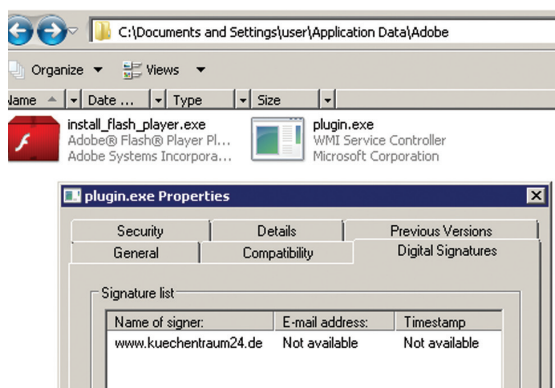 C:\Documents and Settings\user\Application Data\Adobe
Organize Views
Name Date ... Type Size
install_flash_player.exe
Adobe® Flash® Player Pl...
Adobe Systems Incorpora...
plugin.exe
WMI Service Controller
Microsoft Corporation
plugin.exe Properties
Security Details Previous Versions
General Compatibility Digital Signatures
Signature list
Name of signer: E-mail address: Timestamp
www.kuechentraum24.de Not available Not available